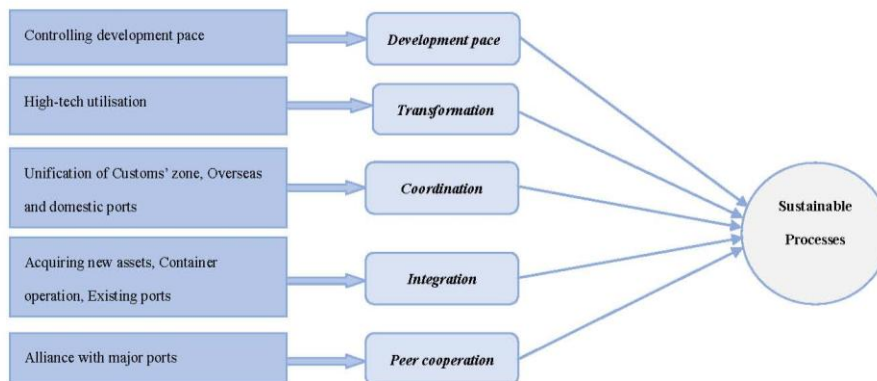 Controlling development pace
Development pace
High-tech utilisation
Transformation
Unification of Customs' zone, Overseas
and domestic ports
Coordination
Acquiring new assets, Container
operation, Existing ports
Integration
Alliance with major ports
Peer cooperation
Sustainable
Processes